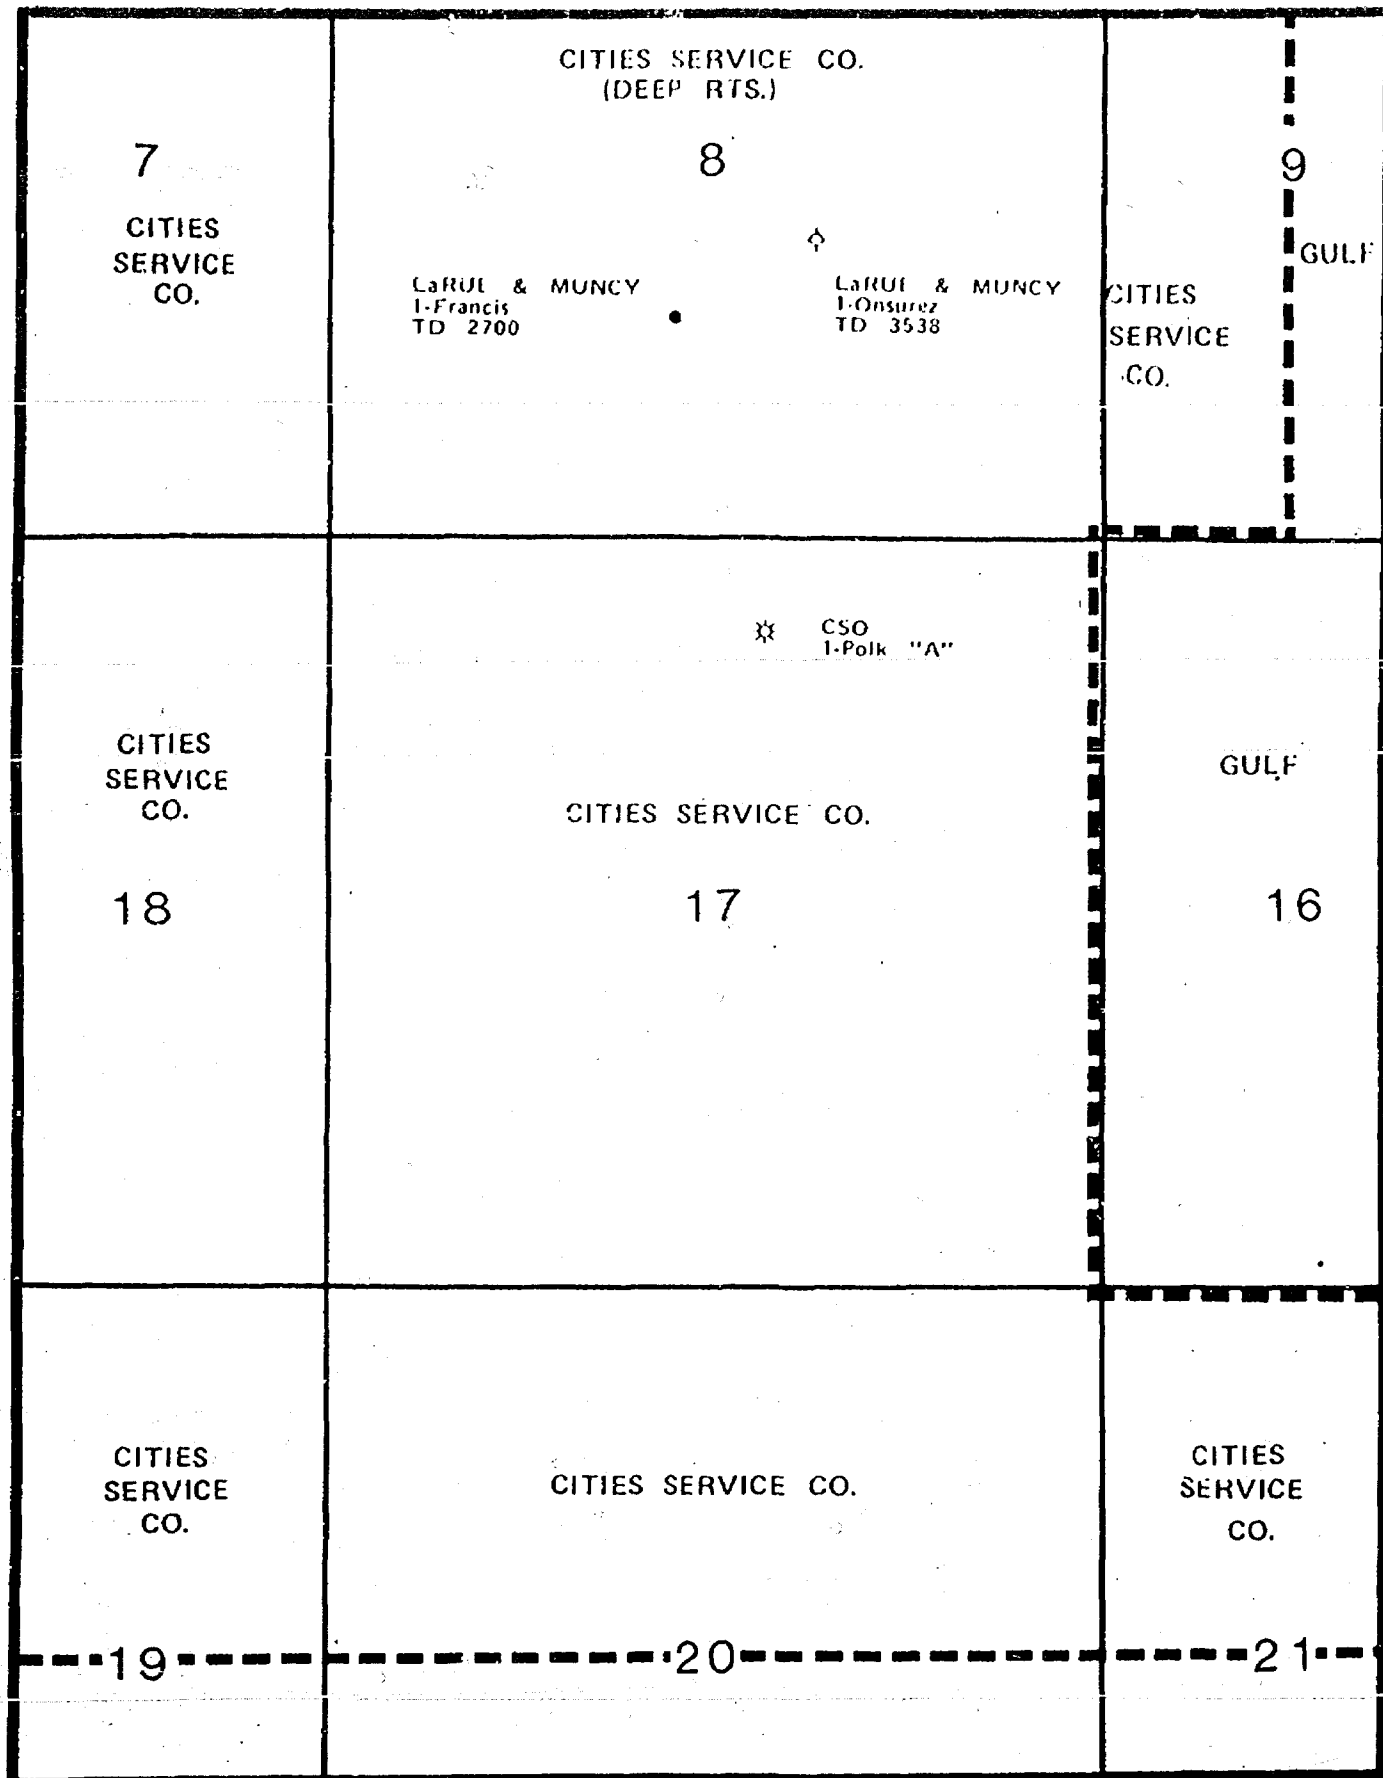 CITIES SERVICE CO.
(DEEP RTS.)
7
8
9
CITIES
SERVICE
CO.
GULF
LaRUE & MUNCY
1-Francis
TD 2700
LaRUE & MUNCY
1-Onsurez
TD 3538
CITIES
SERVICE
CO.
CSO
1-Polk "A"
CITIES
SERVICE
CO.
18
CITIES SERVICE CO.
17
GULF
16
CITIES
SERVICE
CO.
CITIES SERVICE CO.
CITIES
SERVICE
CO.
19
20
21